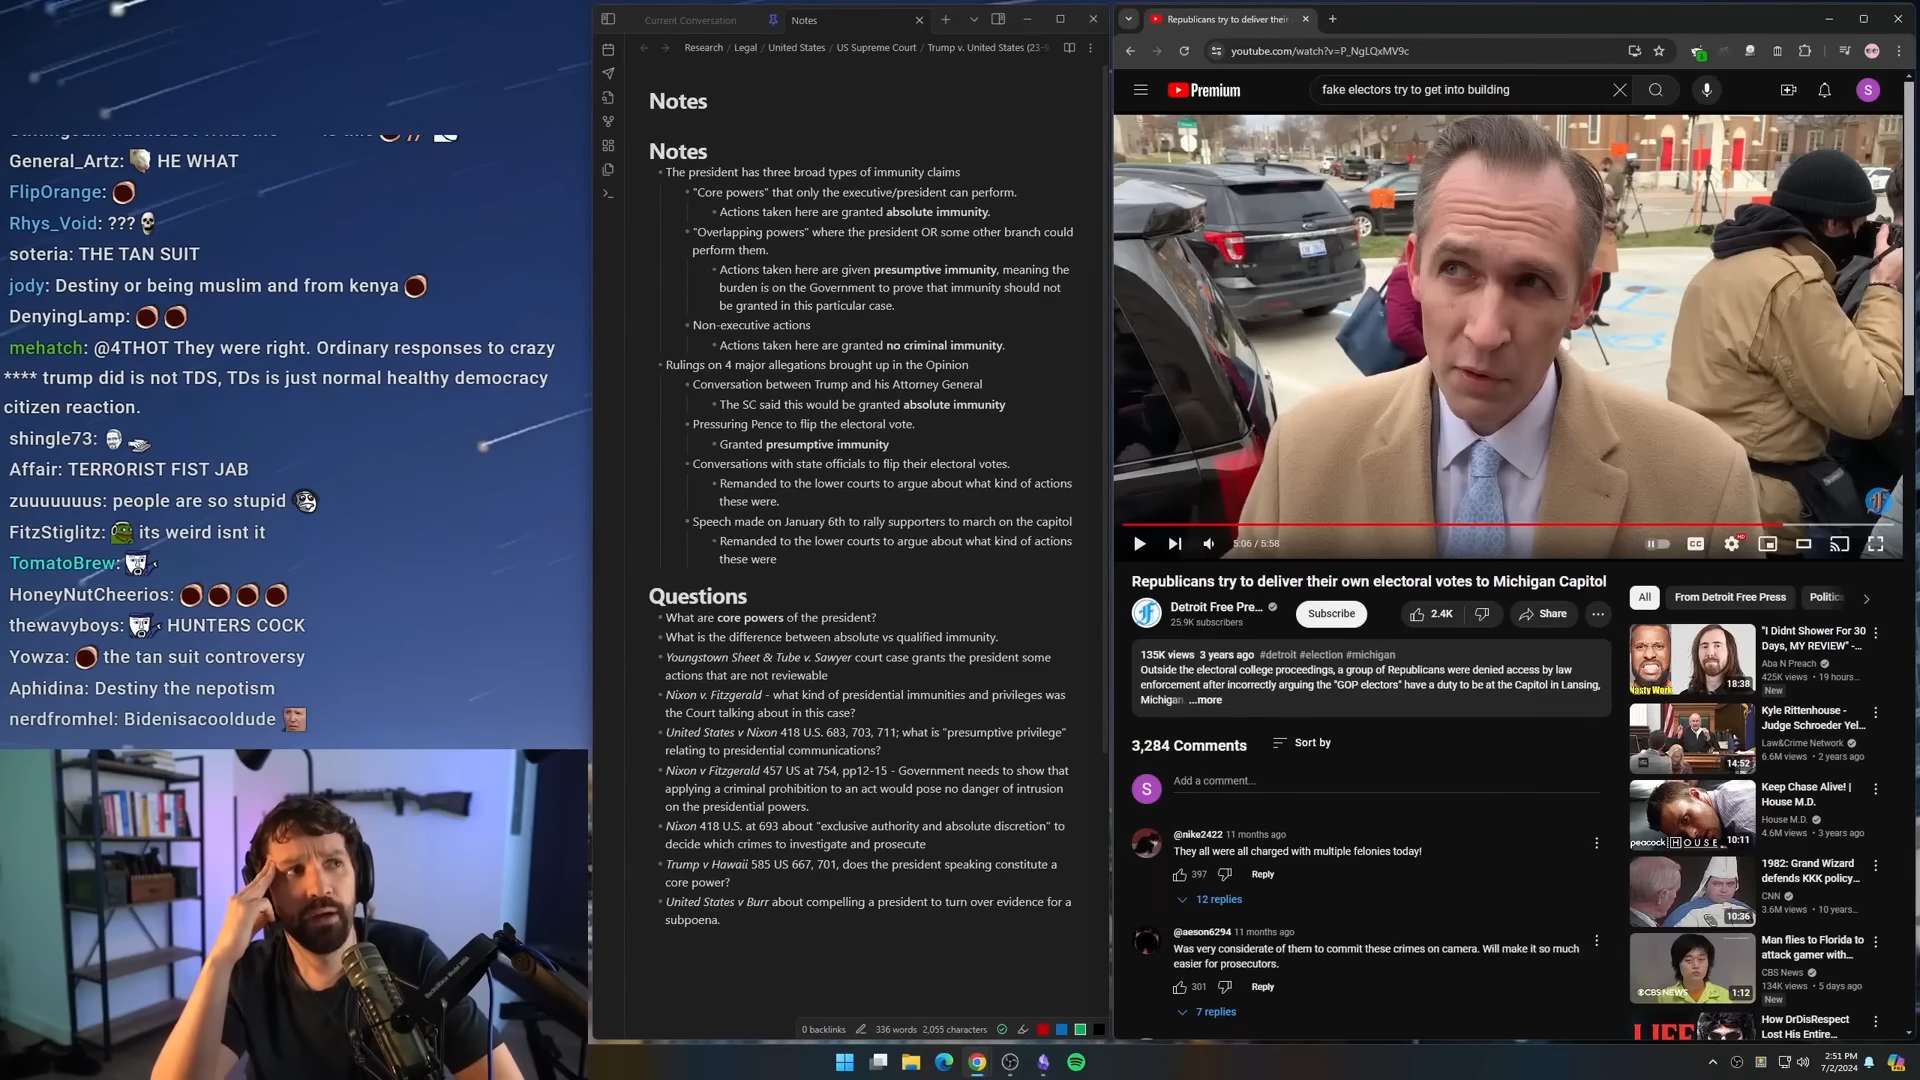 General_Artz: HE WHAT
FlipOrange:
Rhys_Void: ???
soteria: THE TAN SUIT
jody: Destiny or being muslim and from kenya
DenyingLamp:
mehatch: @4THOT They were right. Ordinary responses to crazy
**** trump did is not TDS, TDs is just normal healthy democracy
citizen reaction.
shingle73:
Affair: TERRORIST FIST JAB
zuuuuuuus: people are so stupid
FitzStiglitz: its weird isnt it
TomatoBrew:
HoneyNutCheerios:
thewavyboys: HUNTERS COCK
Yowza: the tan suit controversy
Aphidina: Destiny the nepotism
nerdfromhel: Bidenisacooldude
Current Conversation
Notes
Research / Legal / United States / US Supreme Court / Trump v. United States (23-9
Notes
Notes
The president has three broad types of immunity claims
"Core powers" that only the executive/president can perform.
Actions taken here are granted absolute immunity.
"Overlapping powers" where the president OR some other branch could
perform them.
Actions taken here are given presumptive immunity, meaning the
burden is on the Government to prove that immunity should not
be granted in this particular case.
Non-executive actions
Actions taken here are granted no criminal immunity.
Rulings on 4 major allegations brought up in the Opinion
Conversation between Trump and his Attorney General
The SC said this would be granted absolute immunity
Pressuring Pence to flip the electoral vote.
Granted presumptive immunity
Conversations with state officials to flip their electoral votes.
Remanded to the lower courts to argue about what kind of actions
these were.
Speech made on January 6th to rally supporters to march on the capitol
Remanded to the lower courts to argue about what kind of actions
these were
Questions
What are core powers of the president?
What is the difference between absolute vs qualified immunity.
Youngstown Sheet & Tube v. Sawyer court case grants the president some
actions that are not reviewable
Nixon v. Fitzgerald - what kind of presidential immunities and privileges was
the Court talking about in this case?
United States v Nixon 418 U.S. 683, 703, 711; what is "presumptive privilege"
relating to presidential communications?
Nixon v Fitzgerald 457 US at 754, pp12-15 - Government needs to show that
applying a criminal prohibition to an act would pose no danger of intrusion
on the presidential powers.
Nixon 418 U.S. at 693 about "exclusive authority and absolute discretion" to
decide which crimes to investigate and prosecute
Trump v Hawaii 585 US 667, 701, does the president speaking constitute a
core power?
United States v Burr about compelling a president to turn over evidence for a
subpoena.
0 backlinks 336 words 2,055 characters
Republicans try to deliver their
youtube.com/watch?v=P_NgLQxMV9c
Premium
fake electors try to get into building
S
5:06 / 5:58
CC
HD
Republicans try to deliver their own electoral votes to Michigan Capitol
Detroit Free Pre...
25.9K subscribers
Subscribe
2.4K
Share
135K views 3 years ago #detroit #election #michigan
Outside the electoral college proceedings, a group of Republicans were denied access by law
enforcement after incorrectly arguing the "GOP electors" have a duty to be at the Capitol in Lansing,
Michigan. ...more
3,284 Comments
Sort by
S
Add a comment...
@nike2422 11 months ago
They all were all charged with multiple felonies today!
397
Reply
12 replies
@aeson6294 11 months ago
Was very considerate of them to commit these crimes on camera. Will make it so much
easier for prosecutors.
301
Reply
7 replies
All
From Detroit Free Press
Politic
Nasty Work
18:38
"I Didnt Shower For 30
Days, MY REVIEW" -...
Aba N Preach
425K views • 19 hours...
New
14:52
Kyle Rittenhouse -
Judge Schroeder Yel...
Law&Crime Network
6.6M views • 2 years ago
peacock
HOUSE
10:11
Keep Chase Alive! |
House M.D.
House M.D.
4.6M views • 3 years ago
10:36
1982: Grand Wizard
defends KKK policy...
CNN
3.6M views • 10 years...
CBS NEWS
1:12
Man flies to Florida to
attack gamer with...
CBS News
134K views • 5 days ago
New
LIFE
How DrDisRespect
Lost His Entire...
2:51 PM
7/2/2024